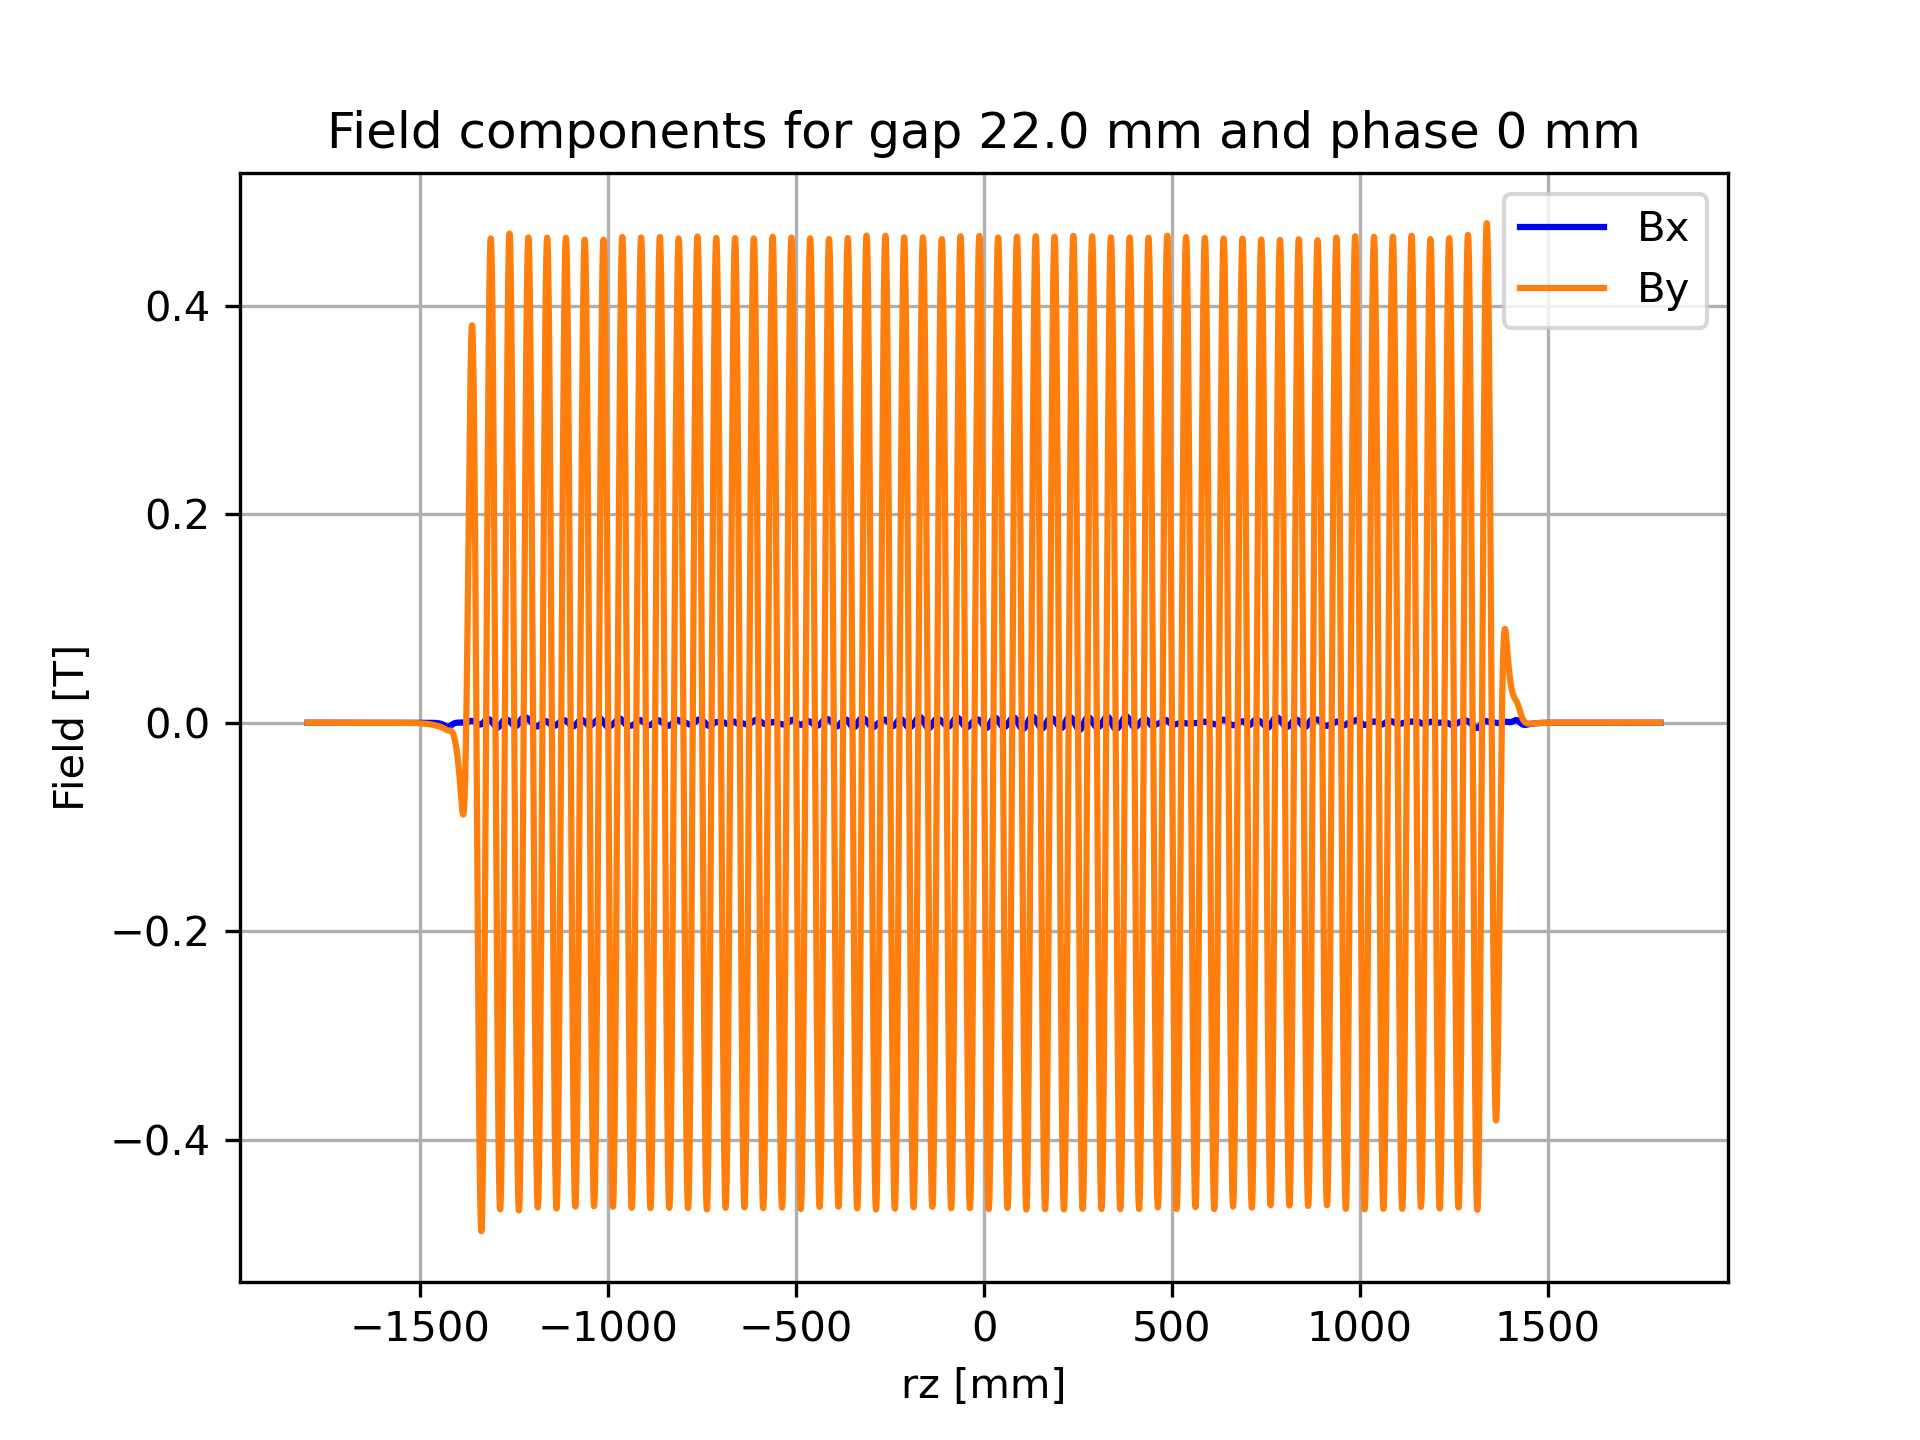 Field components for gap 22.0 mm and phase 0 mm
Bx
By
0.4
0.2
0.0
−0.2
−0.4
Field [T]
−1500 −1000 −500 0 500 1000 1500
rz [mm]